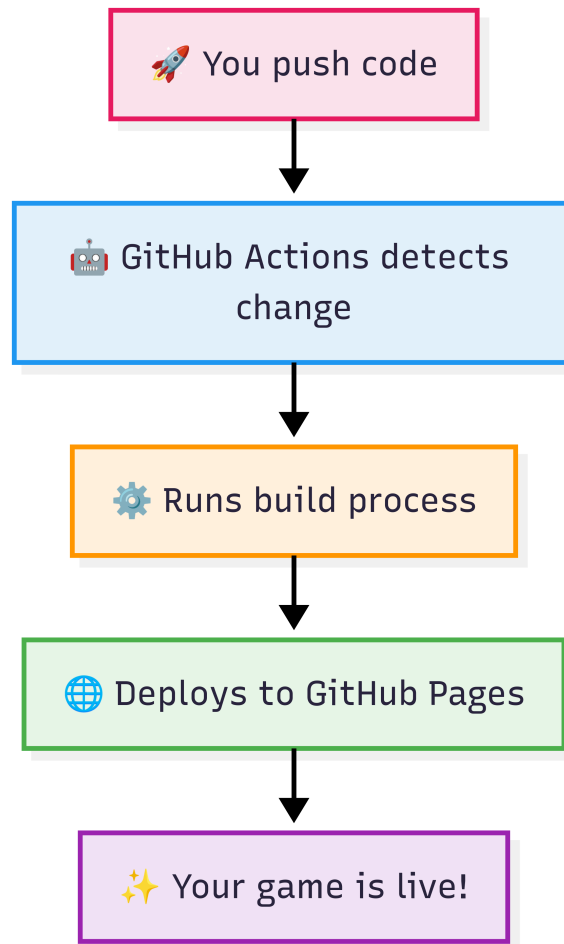 🚀 You push code
🤖 GitHub Actions detects
change
⚙️ Runs build process
🌐 Deploys to GitHub Pages
✨ Your game is live!